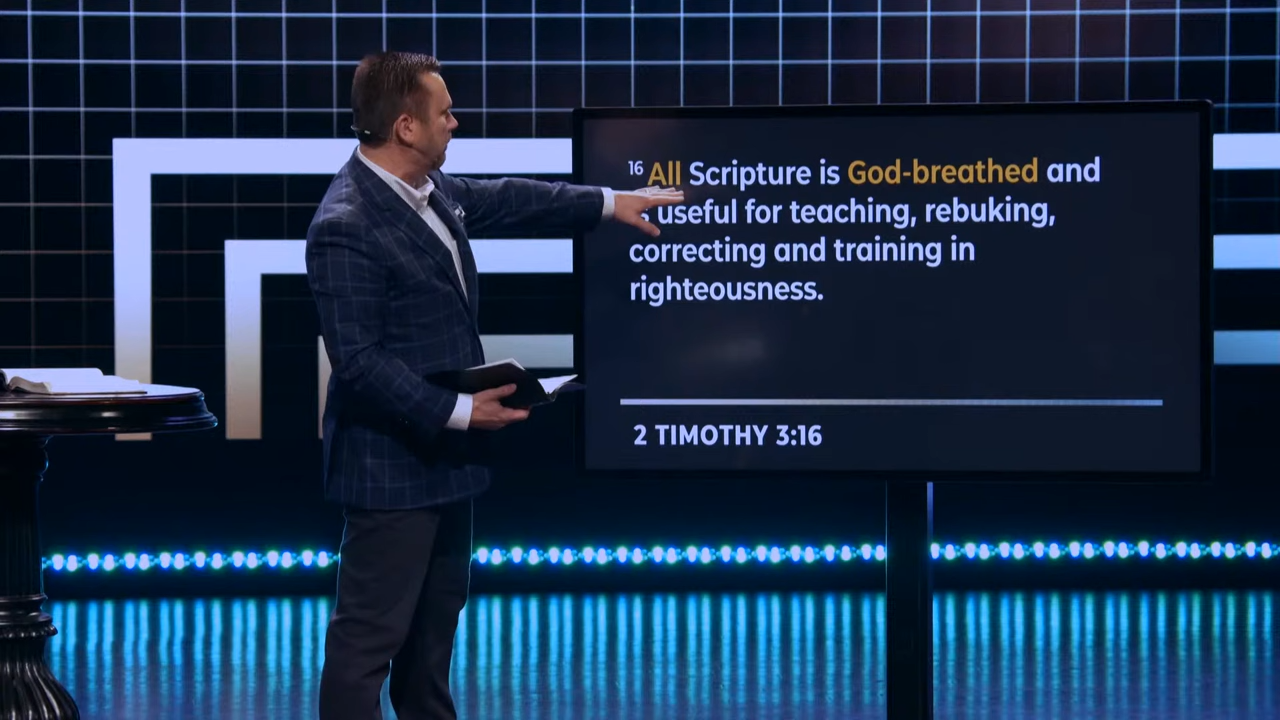 16 All Scripture is God-breathed and
is useful for teaching, rebuking,
correcting and training in
righteousness.
2 TIMOTHY 3:16